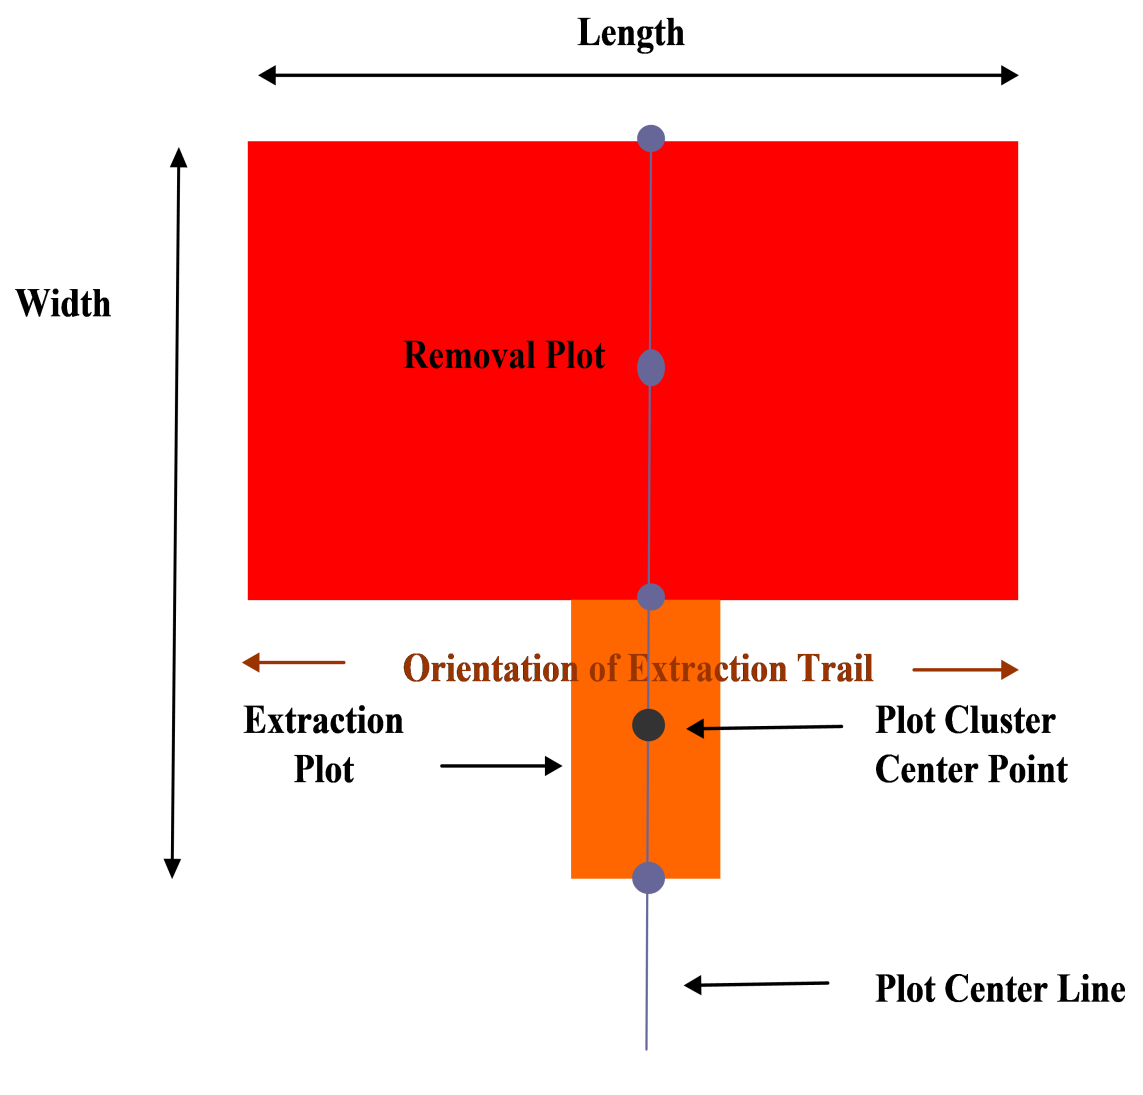 Length
Width
Removal Plot
Orientation of Extraction Trail
Extraction
Plot
Plot Cluster
Center Point
Plot Center Line